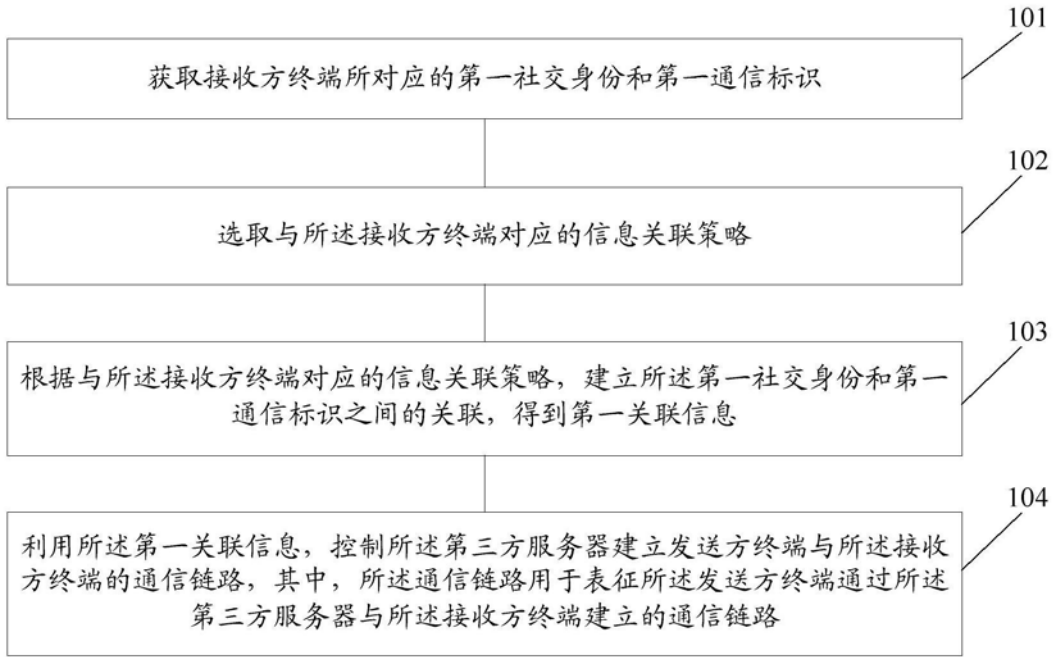 101
获取接收方终端所对应的第一社交身份和第一通信标识
102
选取与所述接收方终端对应的信息关联策略
103
根据与所述接收方终端对应的信息关联策略，建立所述第一社交身份和第一
通信标识之间的关联，得到第一关联信息
104
利用所述第一关联信息，控制所述第三方服务器建立发送方终端与所述接收
方终端的通信链路，其中，所述通信链路用于表征所述发送方终端通过所述
第三方服务器与所述接收方终端建立的通信链路